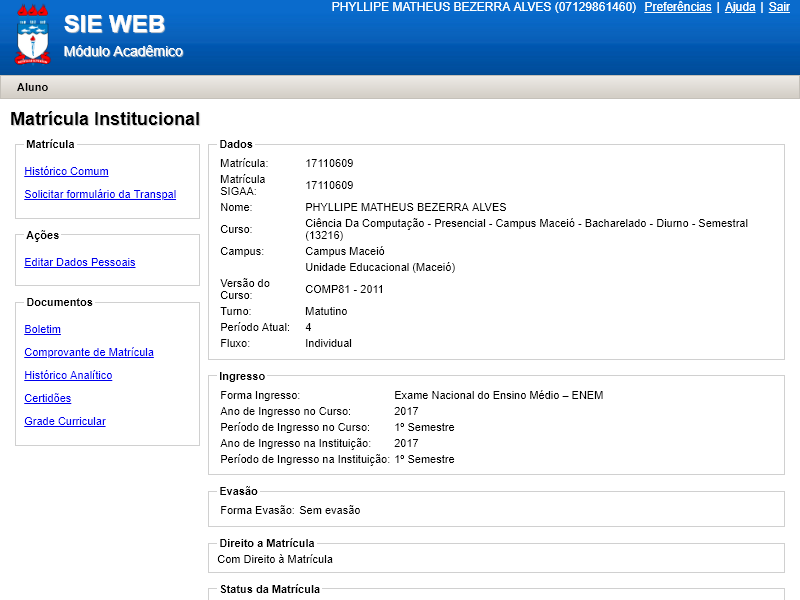 PHYLLIPE MATHEUS BEZERRA ALVES (07129861460) Preferências | Ajuda | Sair
SIE WEB
Módulo Acadêmico
Aluno
Matrícula Institucional
Matrícula
Histórico Comum
Solicitar formulário da Transpal
Ações
Editar Dados Pessoais
Documentos
Boletim
Comprovante de Matrícula
Histórico Analítico
Certidões
Grade Curricular
Dados
Matrícula: 17110609
Matrícula SIGAA: 17110609
Nome: PHYLLIPE MATHEUS BEZERRA ALVES
Curso: Ciência Da Computação - Presencial - Campus Maceió - Bacharelado - Diurno - Semestral
(13216)
Campus: Campus Maceió
Unidade Educacional (Maceió)
Versão do Curso: COMP81 - 2011
Turno: Matutino
Período Atual: 4
Fluxo: Individual
Ingresso
Forma Ingresso: Exame Nacional do Ensino Médio – ENEM
Ano de Ingresso no Curso: 2017
Período de Ingresso no Curso: 1º Semestre
Ano de Ingresso na Instituição: 2017
Período de Ingresso na Instituição: 1º Semestre
Evasão
Forma Evasão: Sem evasão
Direito a Matrícula
Com Direito à Matrícula
Status da Matrícula